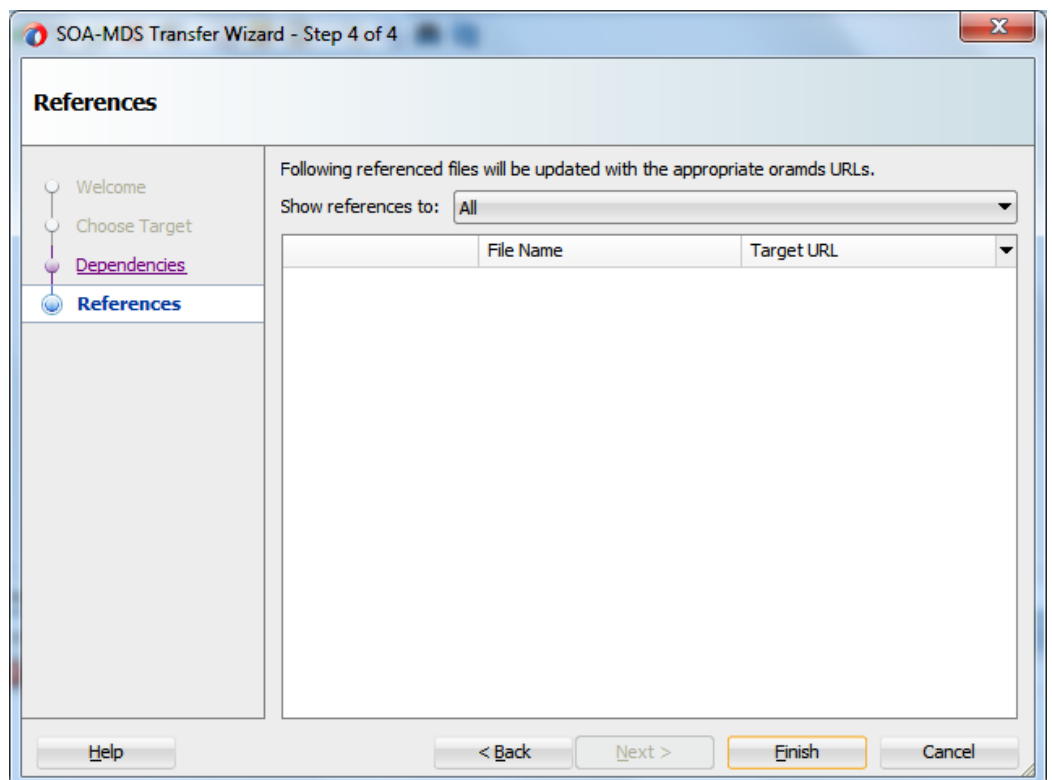 SOA-MDS Transfer Wizard - Step 4 of 4
x
References
Welcome
Choose Target
Dependencies
References
Following referenced files will be updated with the appropriate oramds URLs.
Show references to: All
File Name Target URL
Help < Back Next > Finish Cancel